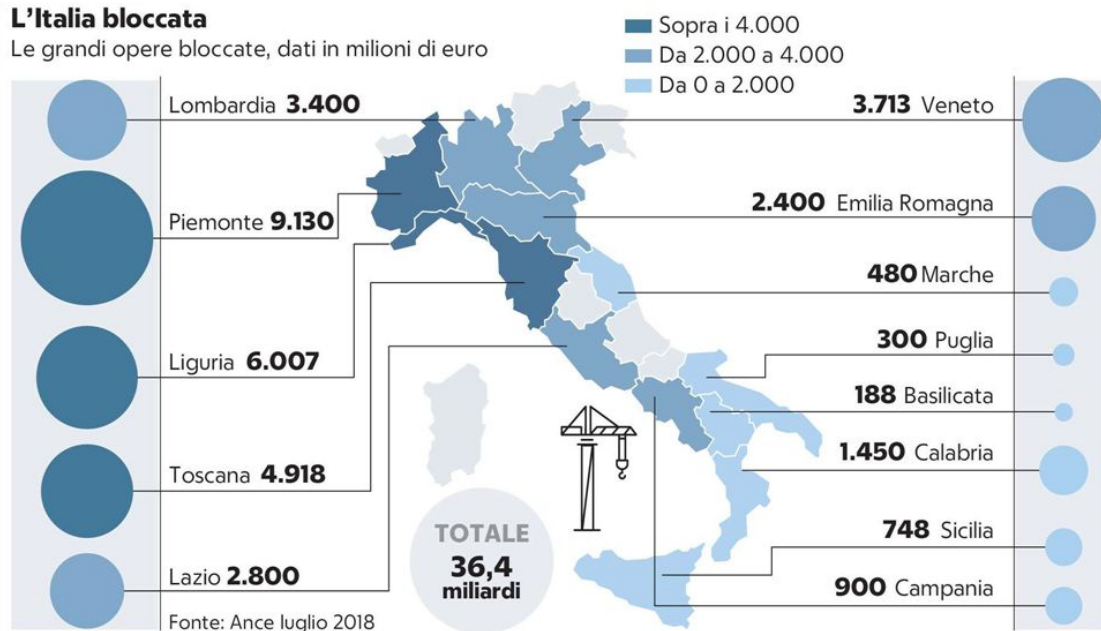 L'Italia bloccata
Le grandi opere bloccate, dati in milioni di euro
Sopra i 4.000
Da 2.000 a 4.000
Da 0 a 2.000
Lombardia 3.400
Piemonte 9.130
Liguria 6.007
Toscana 4.918
Lazio 2.800
3.713 Veneto
2.400 Emilia Romagna
480 Marche
300 Puglia
188 Basilicata
1.450 Calabria
748 Sicilia
900 Campania
TOTALE
36,4
miliardi
Fonte: Ance luglio 2018